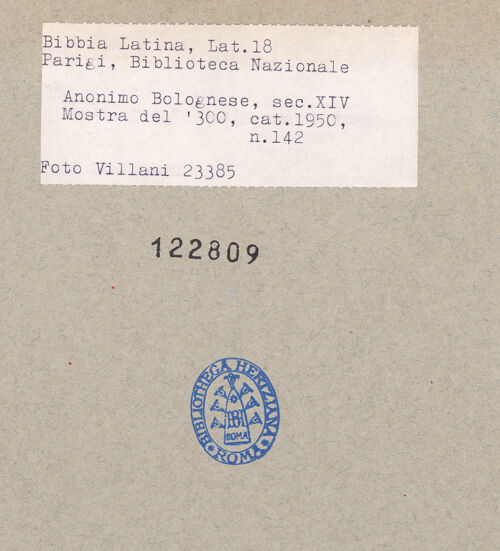 Bibbia Latina, Lat.18
Parigi, Biblioteca Nazionale
Anonimo Bolognese, sec.XIV
Mostra del '300, cat.1950,
n.142
Foto Villani 23385
122809
BIBLIOTHECA HERTZIANA
ROMA
ROMA